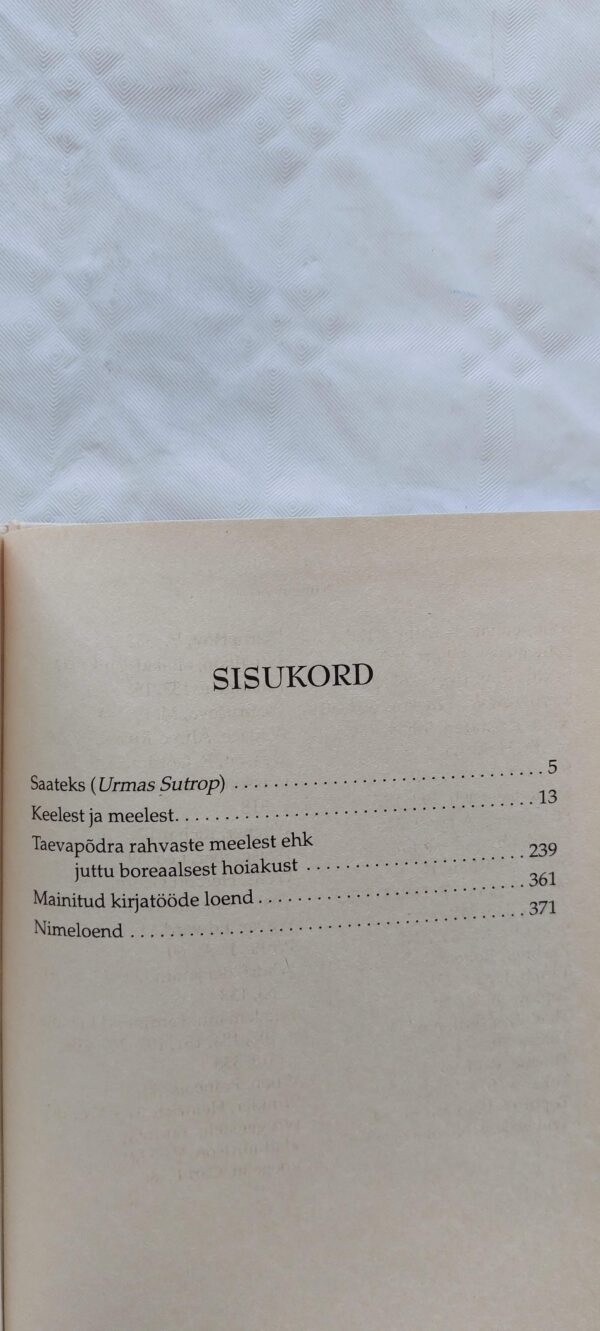 SISUKORD
Saateks (Urmas Sutrop) . . . . . . . . . . . . . . . . . . . . . . . . . . . . . . . . 5
Keelest ja meelest. . . . . . . . . . . . . . . . . . . . . . . . . . . . . . . . . . . . . 13
Taevapõdra rahvaste meelest ehk
juttu boreaalsest hoiakust . . . . . . . . . . . . . . . . . . . . . . . 239
Mainitud kirjatööde loend. . . . . . . . . . . . . . . . . . . . . . . . . . . . 361
Nimeloend . . . . . . . . . . . . . . . . . . . . . . . . . . . . . . . . . . . . . . . . . 371